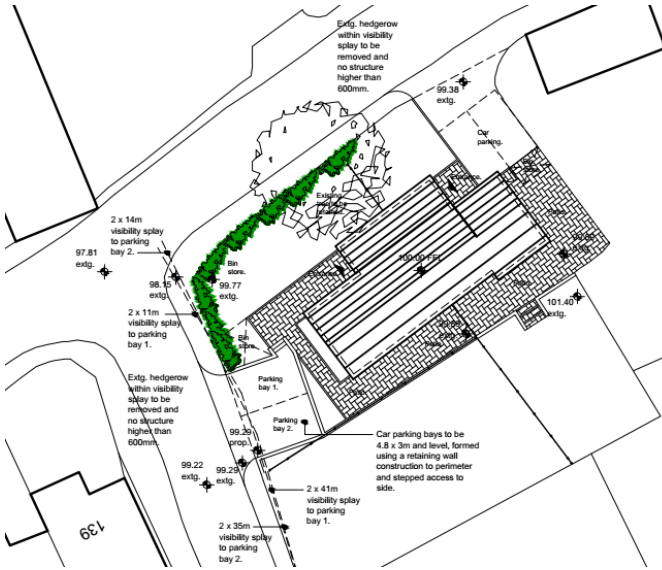 Extg. hedgerow
within visibility
splay to be
removed and
no structure
higher than
600mm.
99.38
extg.
Car
parking.
Entrance.
Existing
2 x 14m
visibility splay
to parking
bay 2.
97.81
extg.
98.15
extg.
Bin
store.
99.77
extg.
Entrance.
100.00 FFL
Patio.
Patio.
101.40
extg.
2 x 11m
visibility splay
to parking
bay 1.
Bin
store
Extg. hedgerow
within visibility
splay to be
removed and
no structure
higher than
600mm.
Parking
bay 1.
Parking
bay 2.
Car parking bays to be
4.8 x 3m and level, formed
using a retaining wall
construction to perimeter
and stepped access to
side.
99.29
prop.
99.22
extg.
99.29
extg.
2 x 41m
visibility splay
to parking
bay 1.
2 x 35m
visibility splay
to parking
bay 2.
139